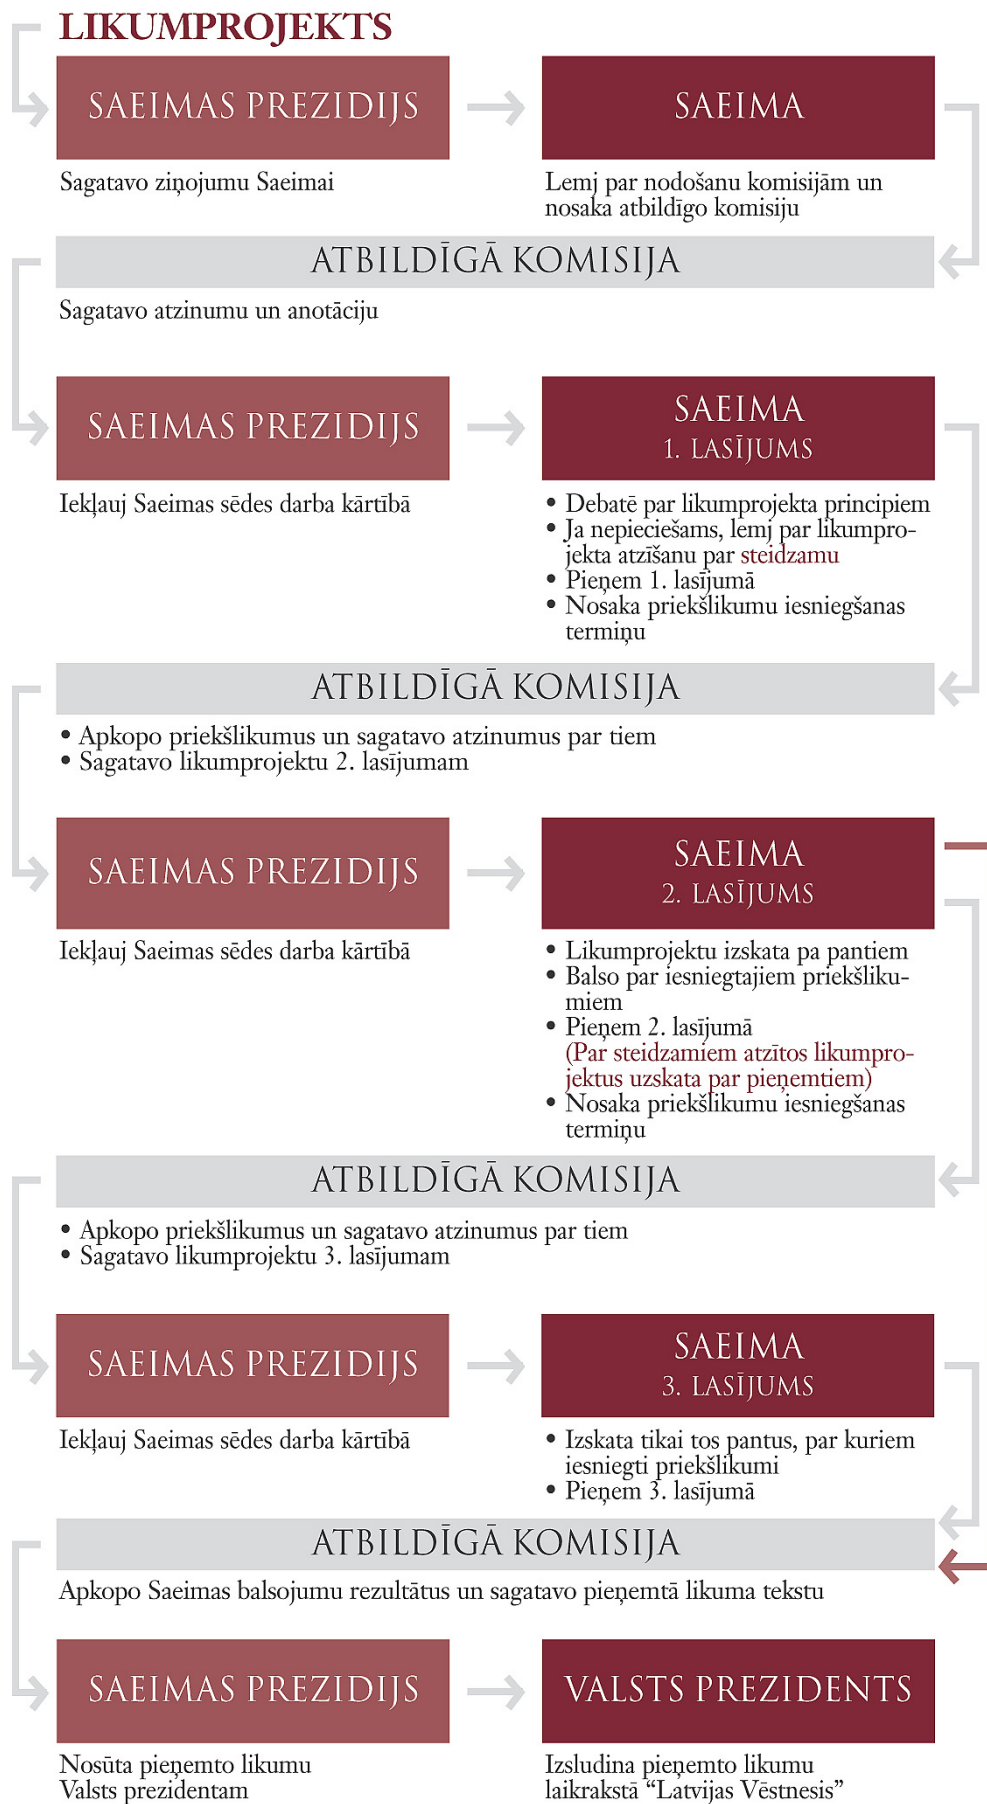 LIKUMPROJEKTS
SAEIMAS PREZIDIJS
Sagatavo ziņojumu Saeimai
SAEIMA
Lemj par nodošanu komisijām un
nosaka atbildīgo komisiju
ATBILDĪGĀ KOMISIJA
Sagatavo atzinumu un anotāciju
SAEIMAS PREZIDIJS
Iekļauj Saeimas sēdes darba kārtībā
SAEIMA
1. LASĪJUMS
• Debatē par likumprojekta principiem
• Ja nepieciešams, lemj par likumpro-
jekta atzīšanu par steidzamu
• Pieņem 1. lasījumā
• Nosaka priekšlikumu iesniegšanas
termiņu
ATBILDĪGĀ KOMISIJA
• Apkopo priekšlikumus un sagatavo atzinumus par tiem
• Sagatavo likumprojektu 2. lasījumam
SAEIMAS PREZIDIJS
Iekļauj Saeimas sēdes darba kārtībā
SAEIMA
2. LASĪJUMS
• Likumprojektu izskata pa pantiem
• Balso par iesniegtajiem priekšliku-
miem
• Pieņem 2. lasījumā
(Par steidzamiem atzītos likumpro-
jektus uzskata par pieņemtiem)
• Nosaka priekšlikumu iesniegšanas
termiņu
ATBILDĪGĀ KOMISIJA
• Apkopo priekšlikumus un sagatavo atzinumus par tiem
• Sagatavo likumprojektu 3. lasījumam
SAEIMAS PREZIDIJS
Iekļauj Saeimas sēdes darba kārtībā
SAEIMA
3. LASĪJUMS
• Izskata tikai tos pantus, par kuriem
iesniegti priekšlikumi
• Pieņem 3. lasījumā
ATBILDĪGĀ KOMISIJA
Apkopo Saeimas balsojumu rezultātus un sagatavo pieņemtā likuma tekstu
SAEIMAS PREZIDIJS
Nosūta pieņemto likumu
Valsts prezidentam
VALSTS PREZIDENTS
Izsludina pieņemto likumu
laikrakstā “Latvijas Vēstnesis”